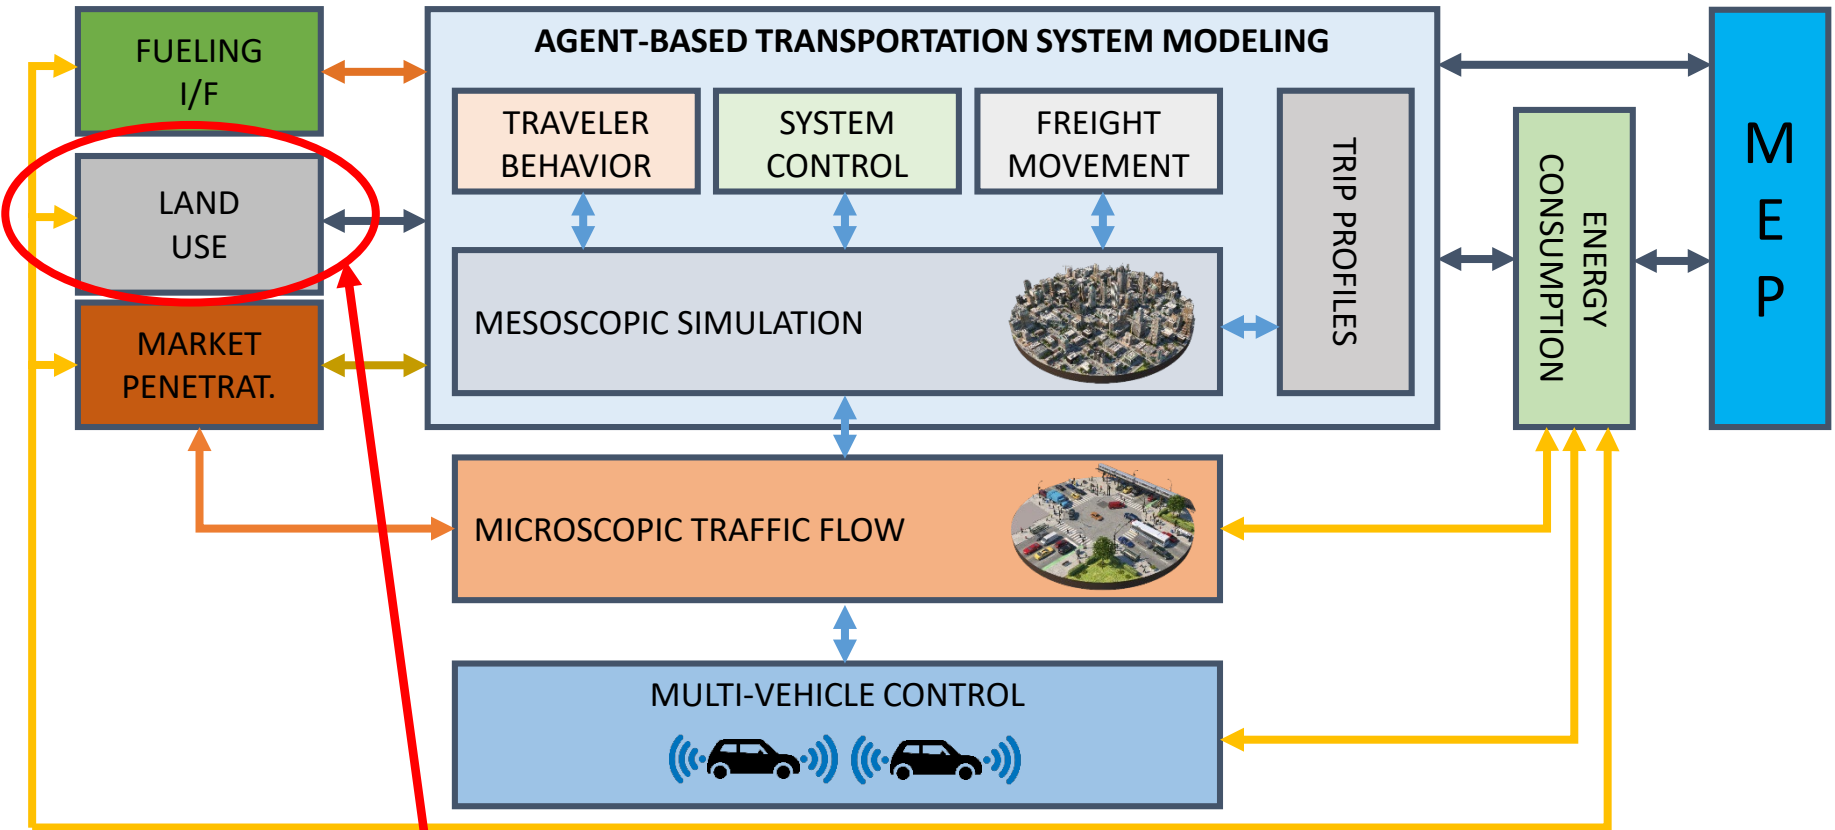 FUELING
I/F
LAND
USE
MARKET
PENETRAT.
AGENT-BASED TRANSPORTATION SYSTEM MODELING
TRAVELER
BEHAVIOR
SYSTEM
CONTROL
FREIGHT
MOVEMENT
TRIP PROFILES
MESOSCOPIC SIMULATION
MICROSCOPIC TRAFFIC FLOW
MULTI-VEHICLE CONTROL
ENERGY
CONSUMPTION
M
E
P